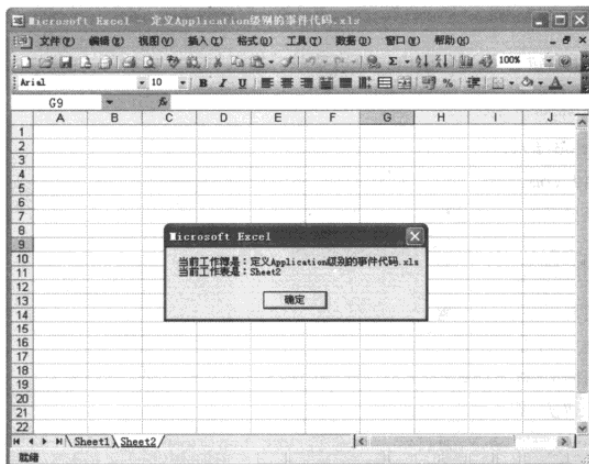 Microsoft Excel - 定义Application级别的事件代码.xls
文件(F) 编辑(E) 视图(V) 插入(I) 格式(O) 工具(T) 数据(D) 窗口(W) 帮助(H)
100%
Arial 10 B I U
G9 fx
A B C D E F G H I J
1
2
3
4
5
6
7
8
9
10
11
12
13
14
15
16
17
18
19
20
21
22
Microsoft Excel
当前工作簿是：定义Application级别的事件代码.xls
当前工作表是：Sheet2
确定
Sheet1 Sheet2
就绪